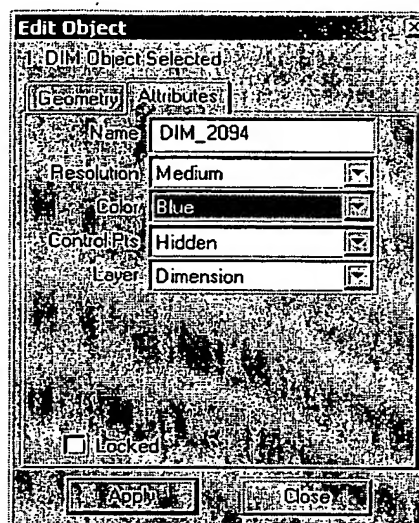 Edit Object
1 DIM Object Selected
Geometry Attributes
Name DIM_2094
Resolution Medium
Color Blue
Control Pts Hidden
Layer Dimension
Locked
Apply Close